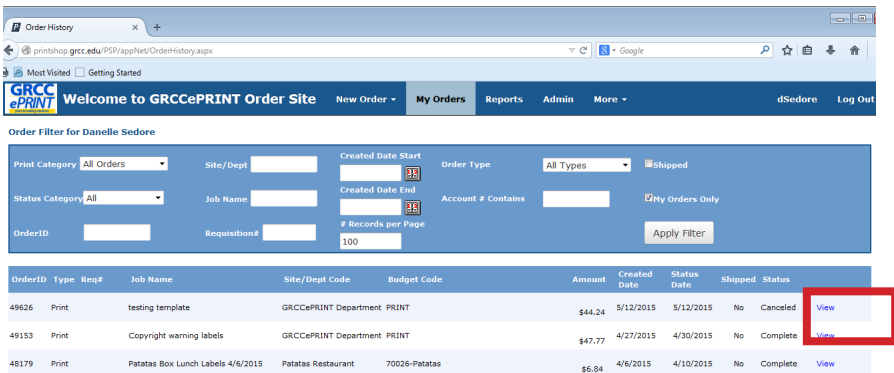 Order History × +
printshop.grcc.edu/PSP/appNet/OrderHistory.aspx 8 Google
Most Visited Getting Started
GRCC ePRINT Welcome to GRCCePRINT Order Site New Order My Orders Reports Admin More dSedore Log Out
Order Filter for Danelle Sedore
Print Category All Orders Site/Dept Created Date Start Order Type All Types Shipped
Status Category All Job Name Created Date End Account # Contains My Orders Only
OrderID Requisition# # Records per Page 100 Apply Filter
OrderID Type Req# Job Name Site/Dept Code Budget Code Amount Created Date Status Date Shipped Status
49626 Print testing template GRCCePRINT Department PRINT $44.24 5/12/2015 5/12/2015 No Canceled View
49153 Print Copyright warning labels GRCCePRINT Department PRINT $47.77 4/27/2015 4/30/2015 No Complete View
48179 Print Patatas Box Lunch Labels 4/6/2015 Patatas Restaurant 70026-Patatas $6.84 4/6/2015 4/10/2015 No Complete View